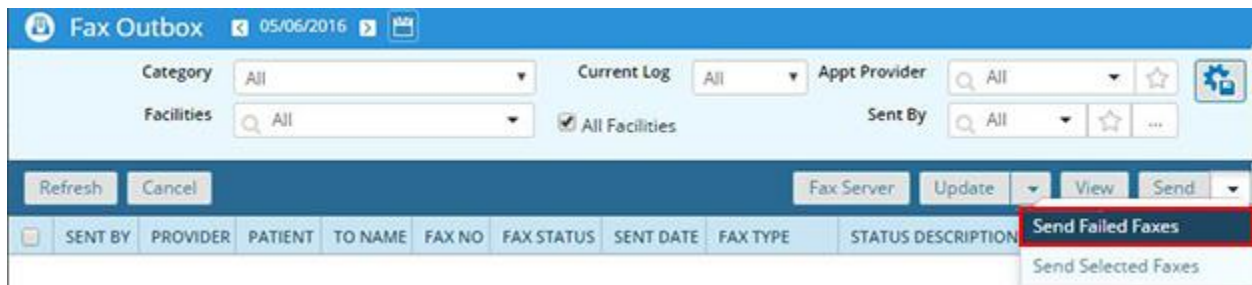 Fax Outbox 05/06/2016
Category All Current Log All Appt Provider All
Facilities All All Facilities Sent By All ...
Refresh Cancel Fax Server Update View Send
SENT BY PROVIDER PATIENT TO NAME FAX NO FAX STATUS SENT DATE FAX TYPE STATUS DESCRIPTION
Send Failed Faxes
Send Selected Faxes